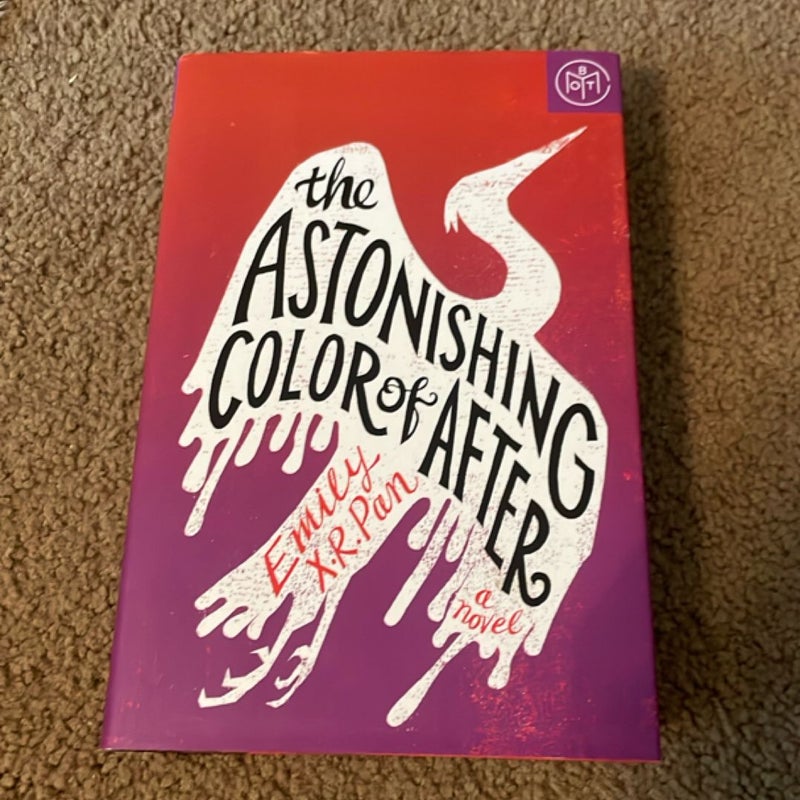 BOTM
the
ASTONISHING
COLOR of AFTER
Emily
X.R.Pan
a
novel